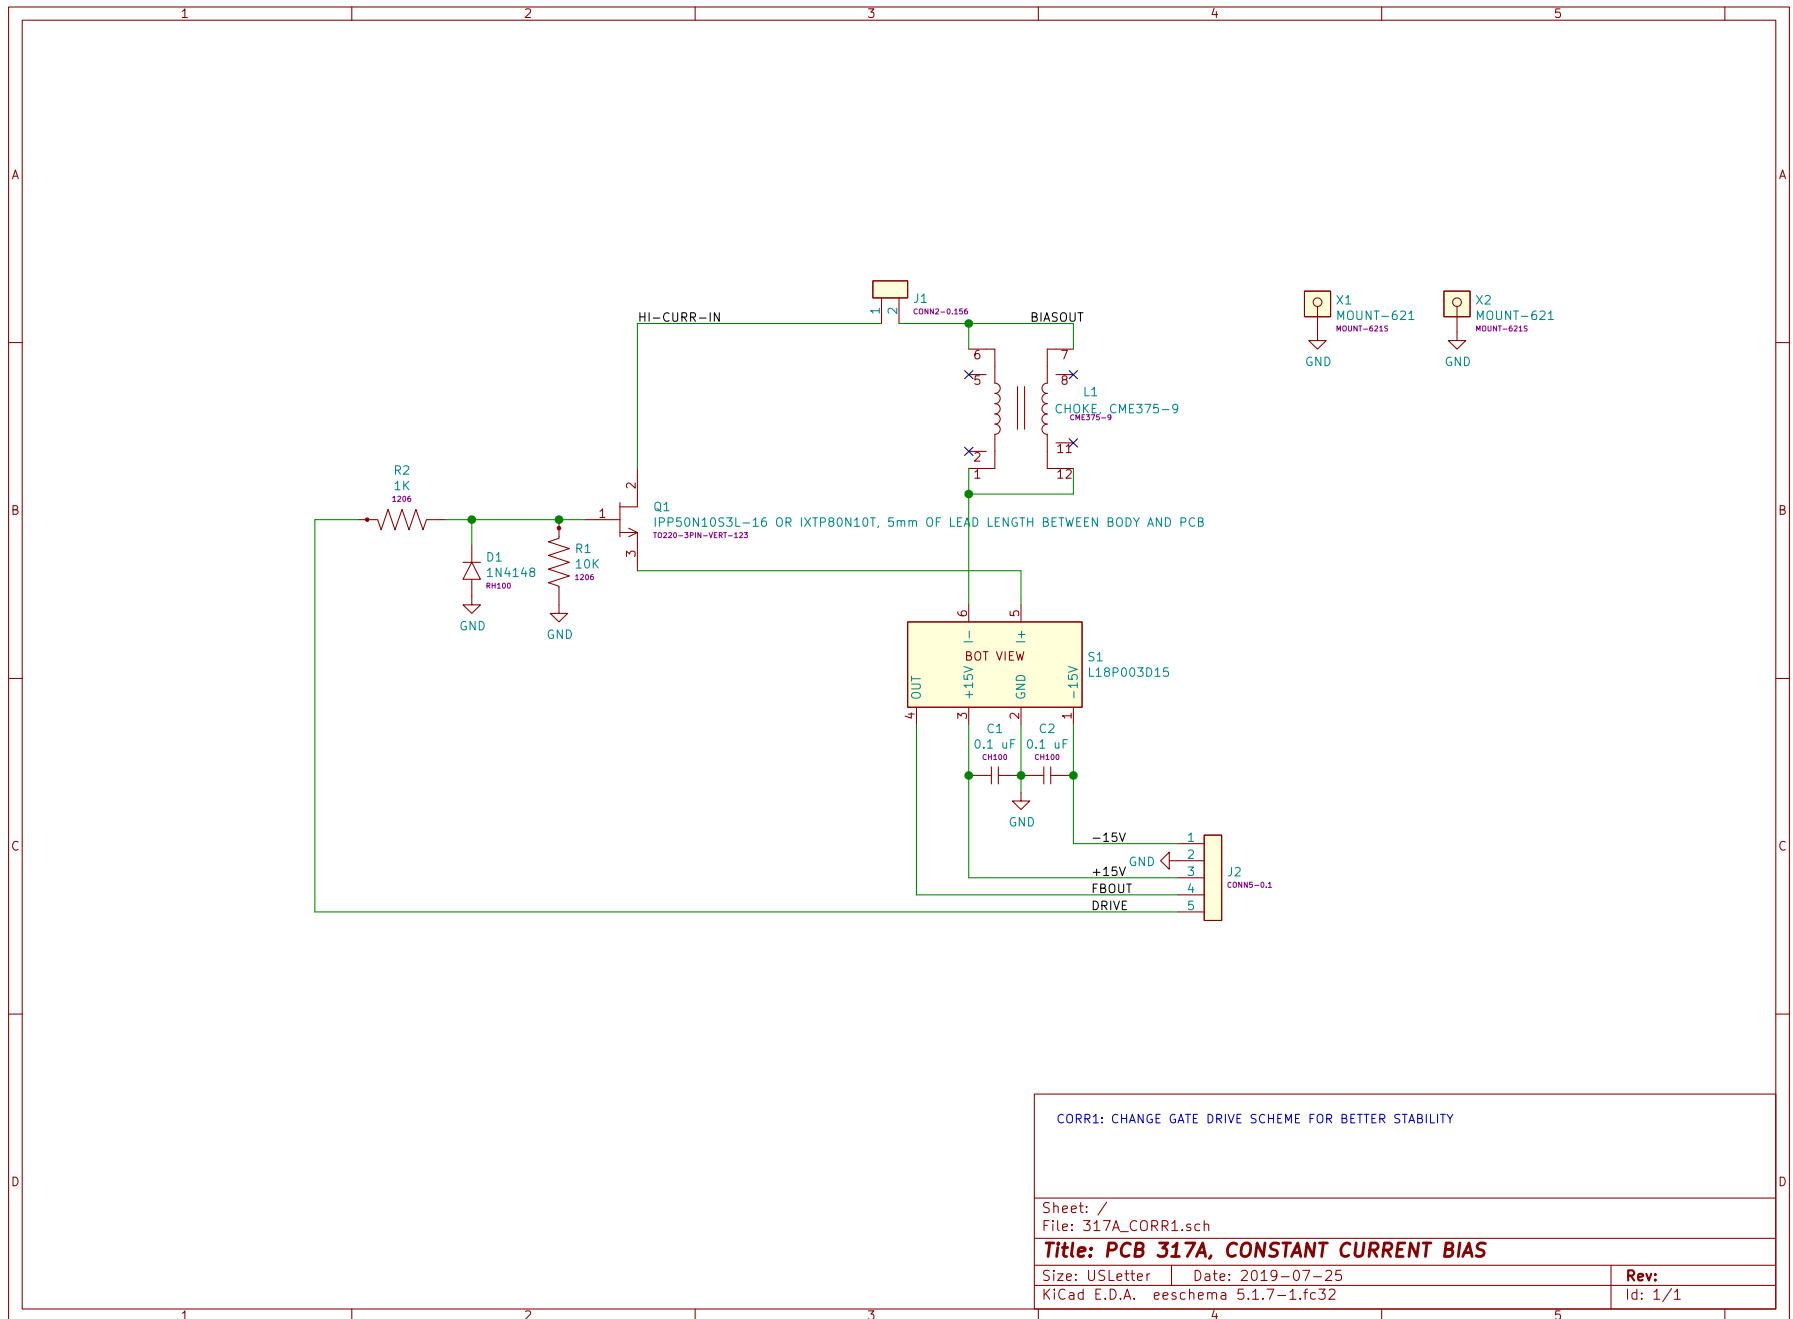 1 2 3 4 5
A A
B B
C C
D D
J1
CONN2-0.156
1
2
HI-CURR-IN
BIASOUT
X1
MOUNT-621
MOUNT-621S
GND
X2
MOUNT-621
MOUNT-621S
GND
6
5
2
1
7
8
11
12
L1
CHOKE, CME375-9
CME375-9
R2
1K
1206
D1
1N4148
RH100
GND
R1
10K
1206
GND
1
2
3
Q1
IPP50N10S3L-16 OR IXTP80N10T, 5mm OF LEAD LENGTH BETWEEN BODY AND PCB
TO220-3PIN-VERT-123
6
5
I-
I+
BOT VIEW
OUT
+15V
GND
-15V
S1
L18P003D15
4
3
2
1
C1
0.1 uF
CH100
C2
0.1 uF
CH100
GND
-15V 1
GND 2
+15V 3
FBOUT 4
DRIVE 5
J2
CONN5-0.1
CORR1: CHANGE GATE DRIVE SCHEME FOR BETTER STABILITY
Sheet: /
File: 317A_CORR1.sch
Title: PCB 317A, CONSTANT CURRENT BIAS
Size: USLetter Date: 2019-07-25 Rev:
KiCad E.D.A. eeschema 5.1.7-1.fc32 Id: 1/1
1 2 3 4 5